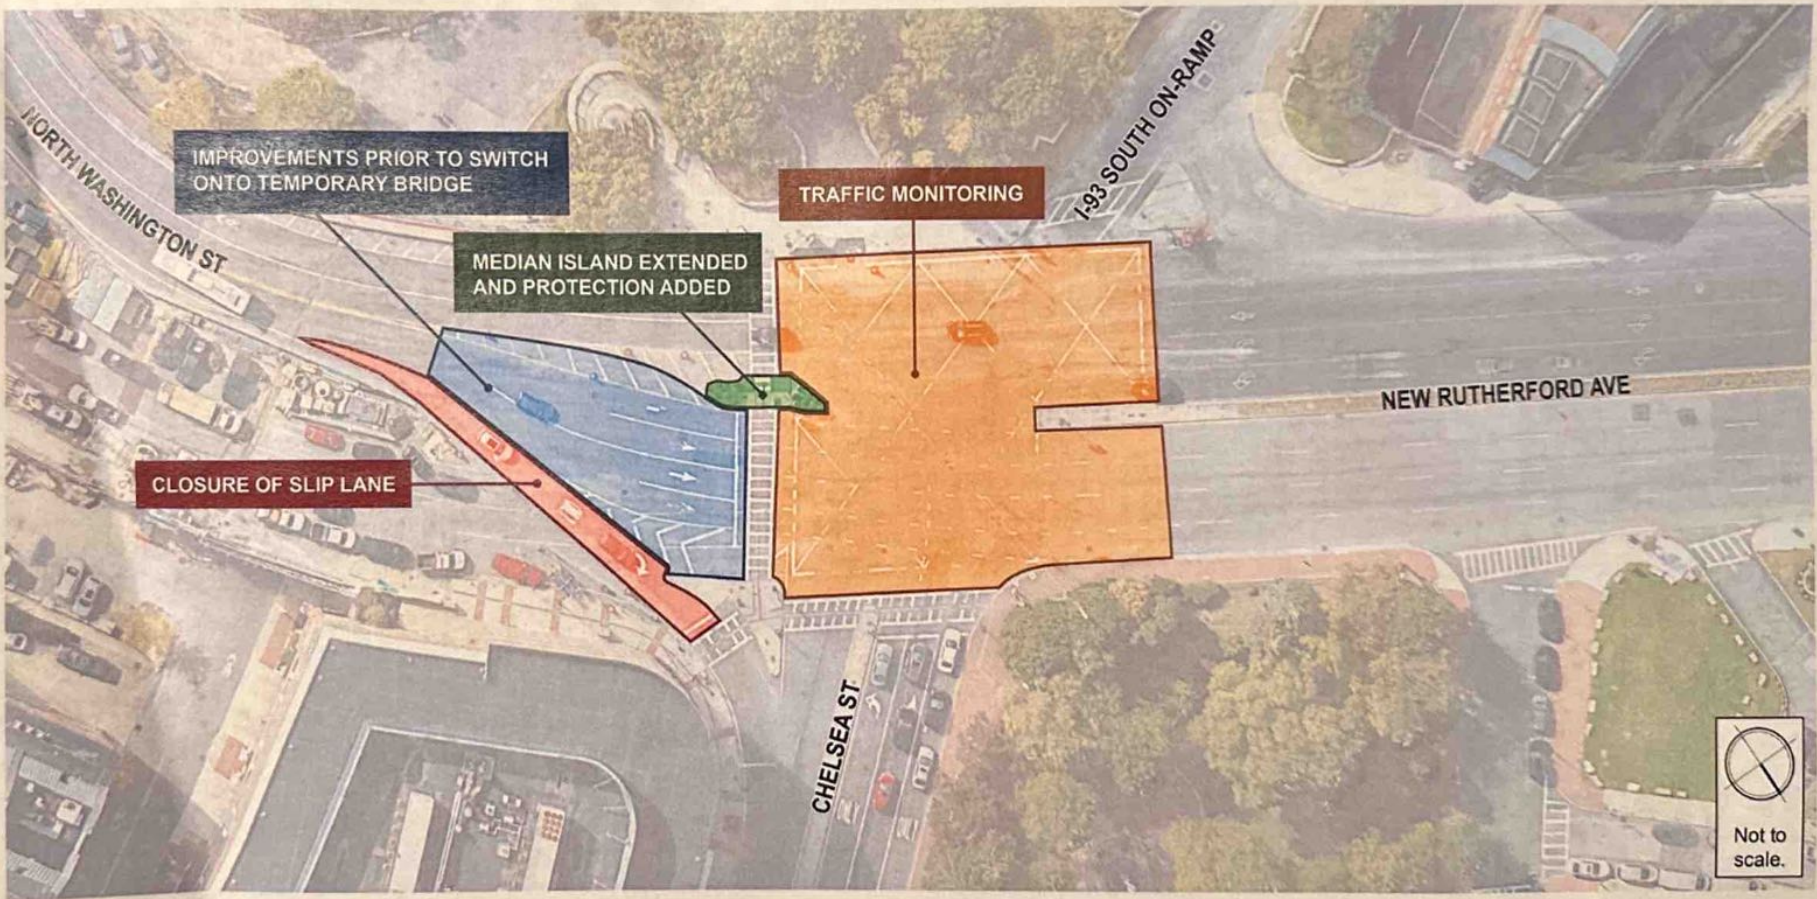 I-93 SOUTH ON-RAMP
NORTH WASHINGTON ST
IMPROVEMENTS PRIOR TO SWITCH
ONTO TEMPORARY BRIDGE
TRAFFIC MONITORING
MEDIAN ISLAND EXTENDED
AND PROTECTION ADDED
NEW RUTHERFORD AVE
CLOSURE OF SLIP LANE
CHELSEA ST
Not to
scale.